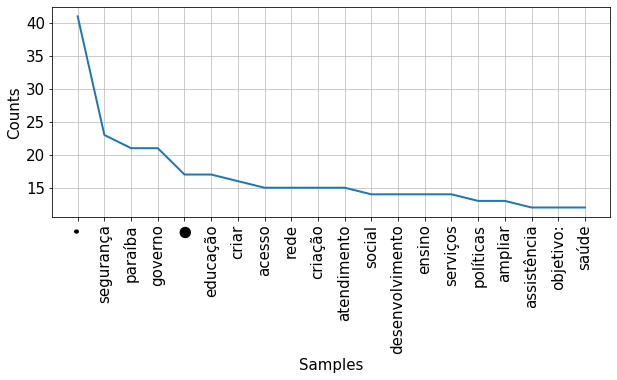 40
35
30
25
20
15
Counts
•
segurança
paraíba
governo
●
educação
criar
acesso
rede
criação
atendimento
social
desenvolvimento
ensino
serviços
políticas
ampliar
assistência
objetivo:
saúde
Samples